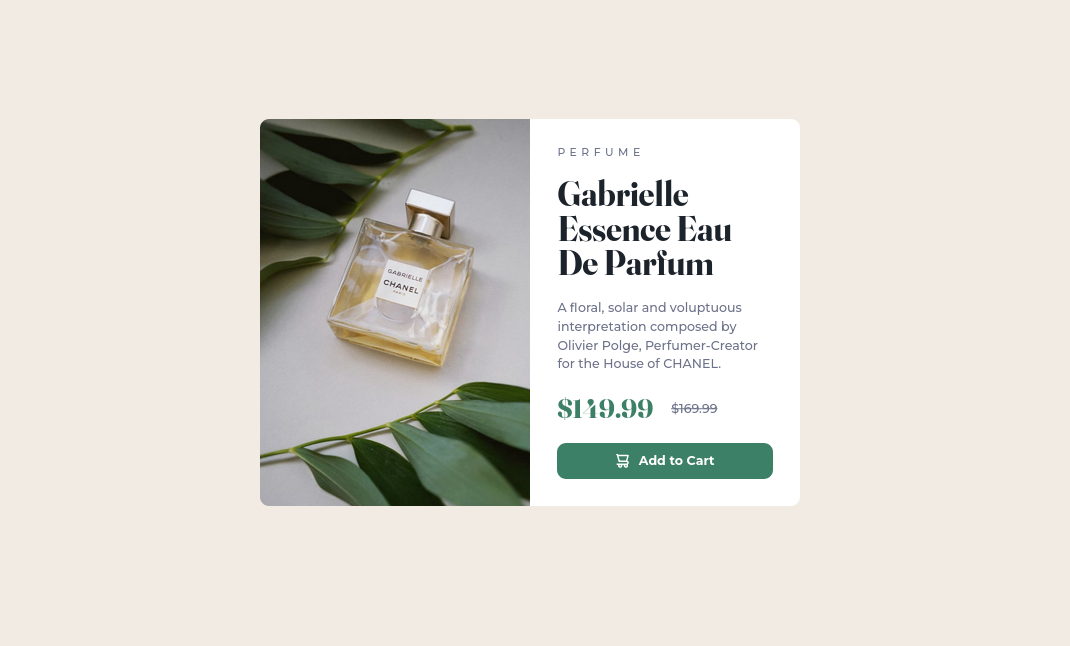 GABRIELLE
CHANEL
PARIS
PERFUME
Gabrielle
Essence Eau
De Parfum
A floral, solar and voluptuous
interpretation composed by
Olivier Polge, Perfumer-Creator
for the House of CHANEL.
$149.99 $169.99
Add to Cart